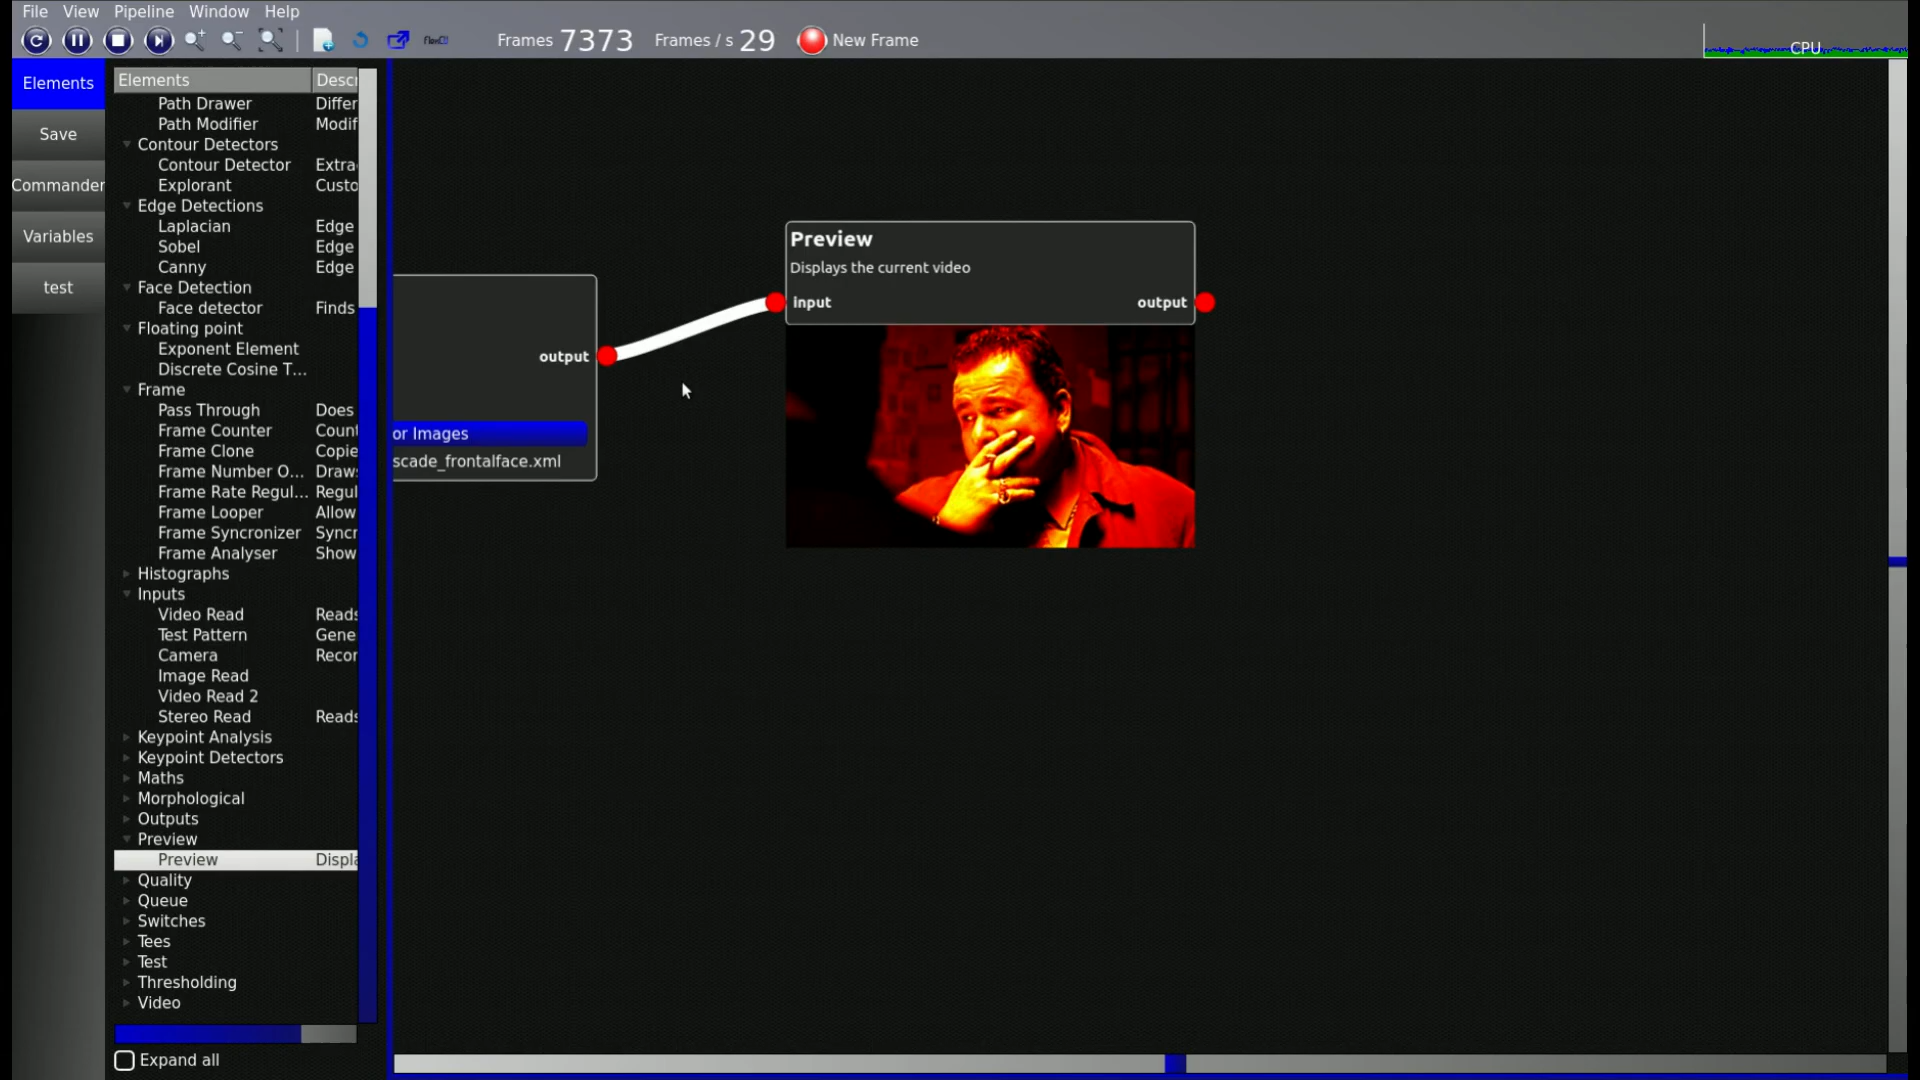 File View Pipeline Window Help
Frames 7373 Frames / s 29 New Frame
CPU
Elements
Save
Commander
Variables
test
Elements Descr
Path Drawer Differ
Path Modifier Modif
Contour Detectors
Contour Detector Extra
Explorant Custo
Edge Detections
Laplacian Edge
Sobel Edge
Canny Edge
Face Detection
Face detector Finds
Floating point
Exponent Element
Discrete Cosine T...
Frame
Pass Through Does
Frame Counter Count
Frame Clone Copie
Frame Number O... Draws
Frame Rate Regul... Regul
Frame Looper Allow
Frame Syncronizer Syncr
Frame Analyser Show
Histographs
Inputs
Video Read Reads
Test Pattern Gene
Camera Recor
Image Read
Video Read 2
Stereo Read Reads
Keypoint Analysis
Keypoint Detectors
Maths
Morphological
Outputs
Preview
Preview Displa
Quality
Queue
Switches
Tees
Test
Thresholding
Video
Expand all
output
or Images
scade_frontalface.xml
Preview
Displays the current video
input output